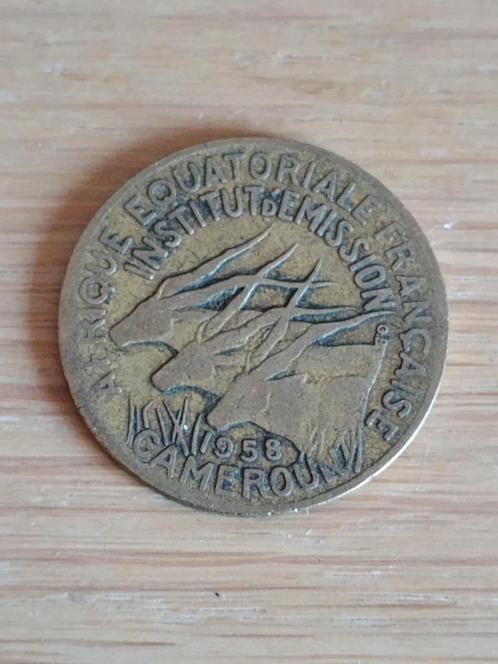 AFRIQUE EQUATORIALE FRANÇAISE
INSTITUT D'EMISSION
1958
CAMEROUN